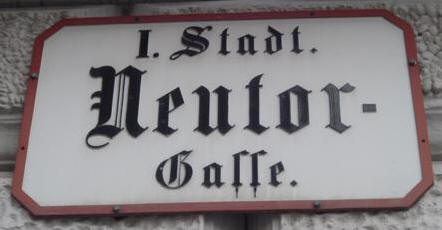 I. Stadt.
Neutor-
Gasse.